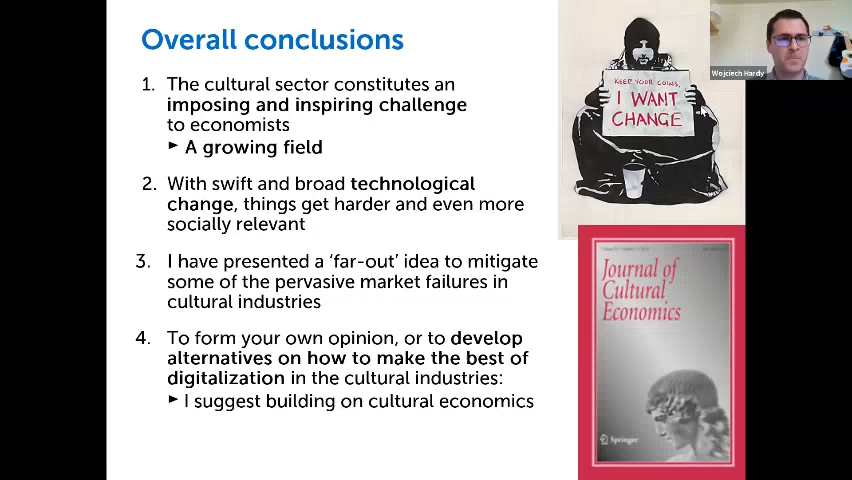 Overall conclusions
1. The cultural sector constitutes an
imposing and inspiring challenge
to economists
► A growing field
2. With swift and broad technological
change, things get harder and even more
socially relevant
3. I have presented a ‘far-out’ idea to mitigate
some of the pervasive market failures in
cultural industries
4. To form your own opinion, or to develop
alternatives on how to make the best of
digitalization in the cultural industries:
► I suggest building on cultural economics
KEEP YOUR COINS,
I WANT
CHANGE
Wojciech Hardy
Journal of
Cultural
Economics
Springer